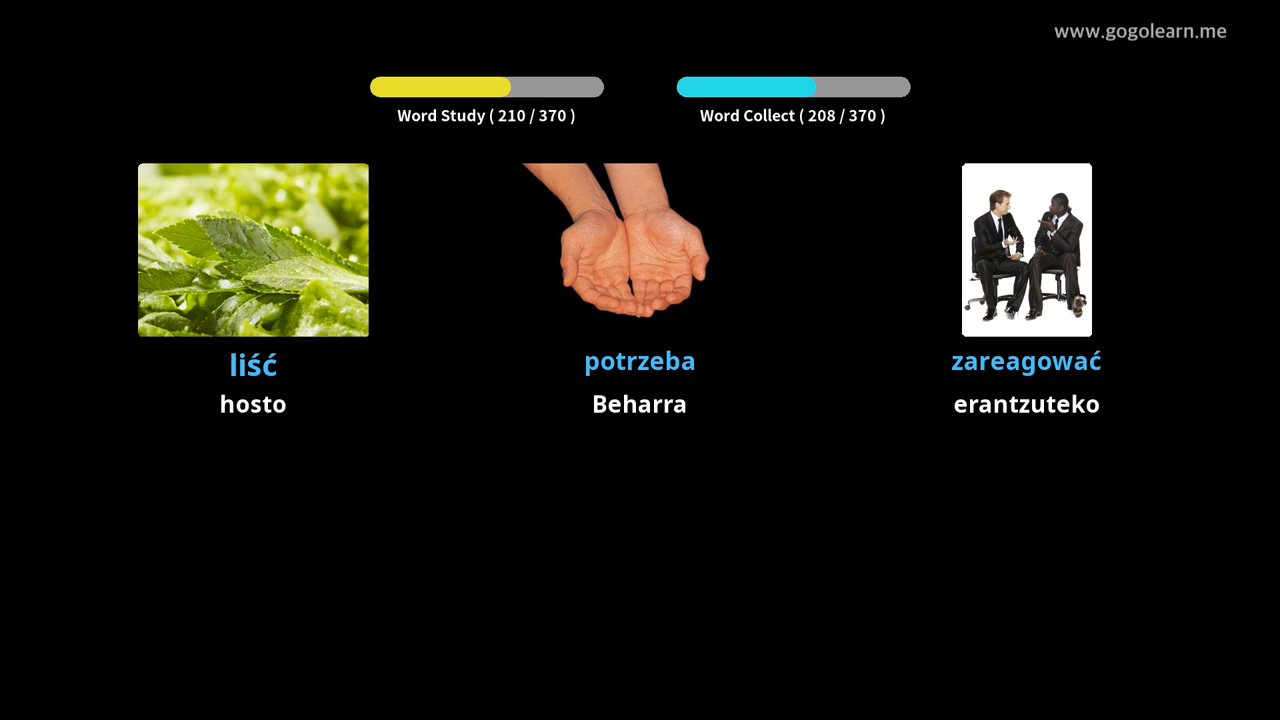 www.gogolearn.me
Word Study ( 210 / 370 )
Word Collect ( 208 / 370 )
liść
potrzeba
zareagować
hosto
Beharra
erantzuteko